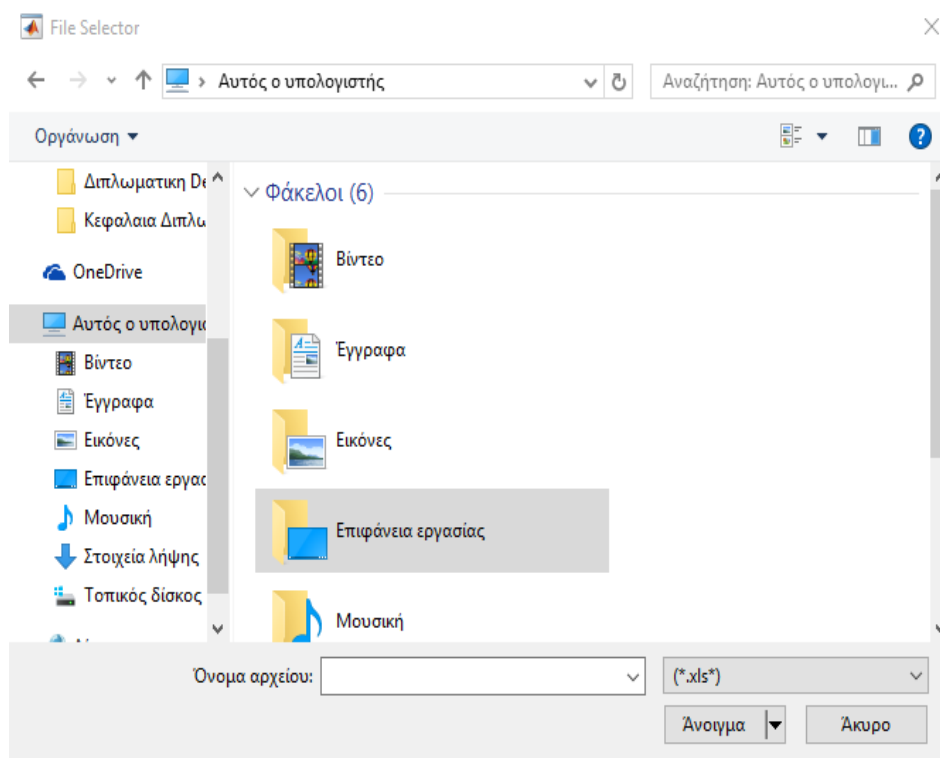 File Selector
Αυτός ο υπολογιστής
Αναζήτηση: Αυτός ο υπολογι...
Οργάνωση
Διπλωματικη De
Κεφαλαια Διπλω
OneDrive
Αυτός ο υπολογισ
Βίντεο
Έγγραφα
Εικόνες
Επιφάνεια εργασ
Μουσική
Στοιχεία λήψης
Τοπικός δίσκος
Φάκελοι (6)
Βίντεο
Έγγραφα
Εικόνες
Επιφάνεια εργασίας
Μουσική
Όνομα αρχείου:
(*.xls*)
Άνοιγμα
Άκυρο